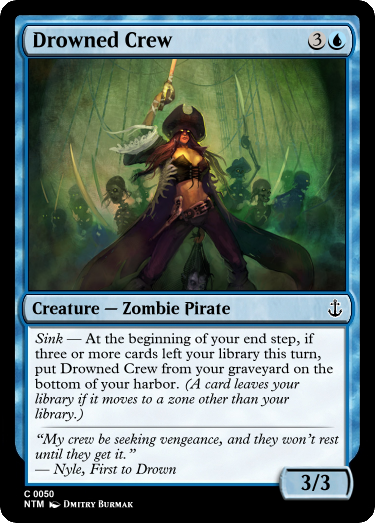 Drowned Crew
3
Creature — Zombie Pirate
Sink — At the beginning of your end step, if
three or more cards left your library this turn,
put Drowned Crew from your graveyard on the
bottom of your harbor. (A card leaves your
library if it moves to a zone other than your
library.)
“My crew be seeking vengeance, and they won't rest
until they get it.”
— Nyle, First to Drown
3/3
C 0050
NTM Dmitry Burmak